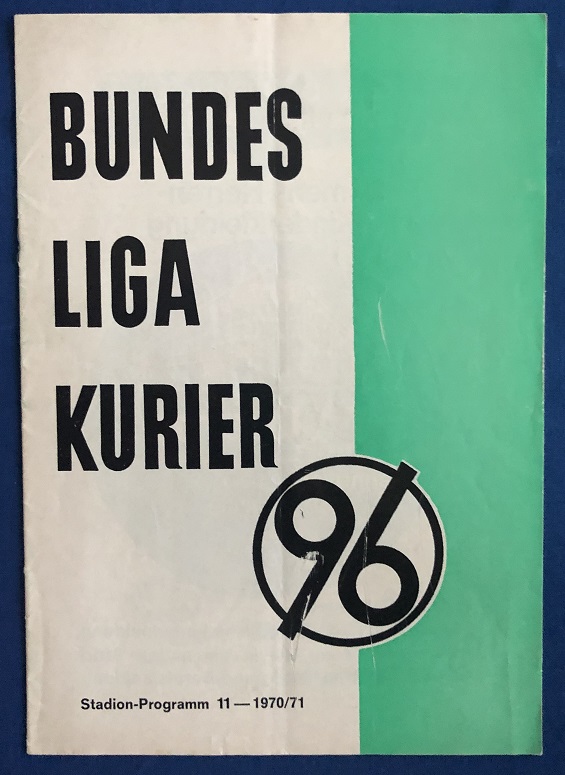 BUNDES
LIGA
KURIER
96
Stadion-Programm 11 — 1970/71